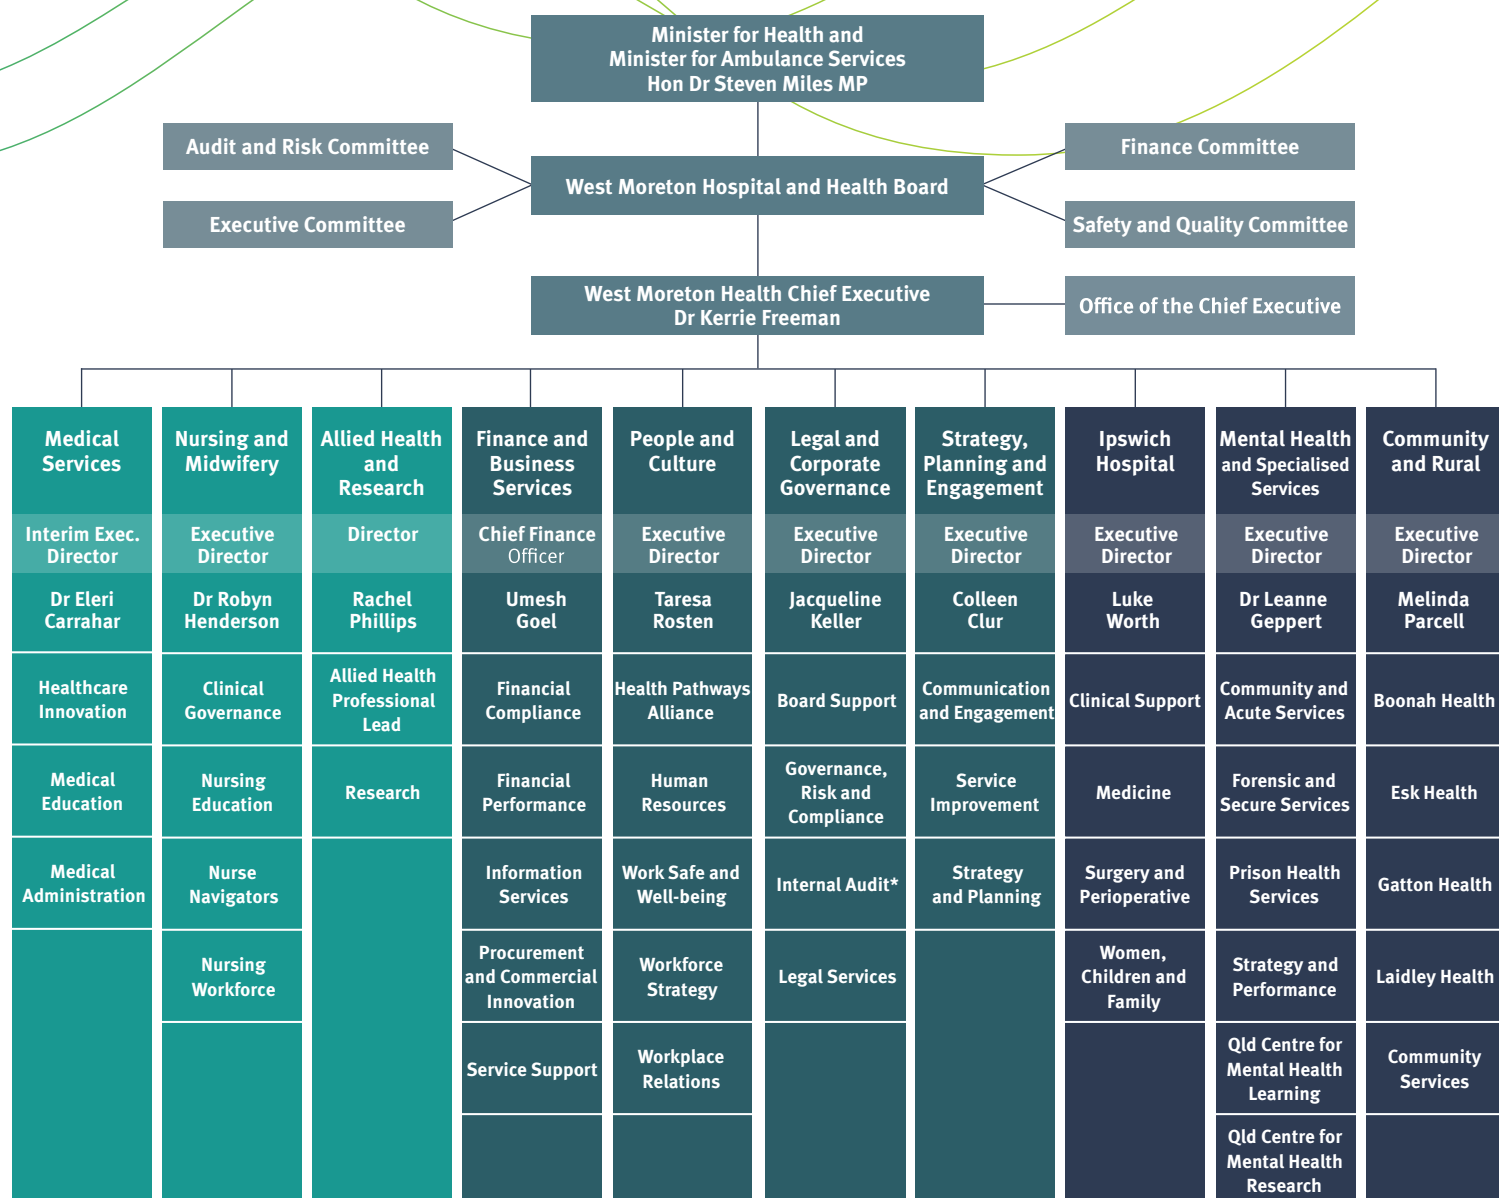 Minister for Health and
Minister for Ambulance Services
Hon Dr Steven Miles MP
Audit and Risk Committee
Finance Committee
West Moreton Hospital and Health Board
Executive Committee
Safety and Quality Committee
West Moreton Health Chief Executive
Dr Kerrie Freeman
Office of the Chief Executive
Medical
Services
Interim Exec.
Director
Dr Eleri
Carrahar
Healthcare
Innovation
Medical
Education
Medical
Administration
Nursing and
Midwifery
Executive
Director
Dr Robyn
Henderson
Clinical
Governance
Nursing
Education
Nurse
Navigators
Nursing
Workforce
Allied Health
and
Research
Director
Rachel
Phillips
Allied Health
Professional
Lead
Research
Finance and
Business
Services
Chief Finance
Officer
Umesh
Goel
Financial
Compliance
Financial
Performance
Information
Services
Procurement
and Commercial
Innovation
Service Support
People and
Culture
Executive
Director
Taresa
Rosten
Health Pathways
Alliance
Human
Resources
Work Safe and
Well-being
Workforce
Strategy
Workplace
Relations
Legal and
Corporate
Governance
Executive
Director
Jacqueline
Keller
Board Support
Governance,
Risk and
Compliance
Internal Audit*
Legal Services
Strategy,
Planning and
Engagement
Executive
Director
Colleen
Clur
Communication
and Engagement
Service
Improvement
Strategy
and Planning
Ipswich
Hospital
Executive
Director
Luke
Worth
Clinical Support
Medicine
Surgery and
Perioperative
Women,
Children and
Family
Mental Health
and Specialised
Services
Executive
Director
Dr Leanne
Geppert
Community and
Acute Services
Forensic and
Secure Services
Prison Health
Services
Strategy and
Performance
Qld Centre for
Mental Health
Learning
Qld Centre for
Mental Health
Research
Community
and Rural
Executive
Director
Melinda
Parcell
Boonah Health
Esk Health
Gatton Health
Laidley Health
Community
Services